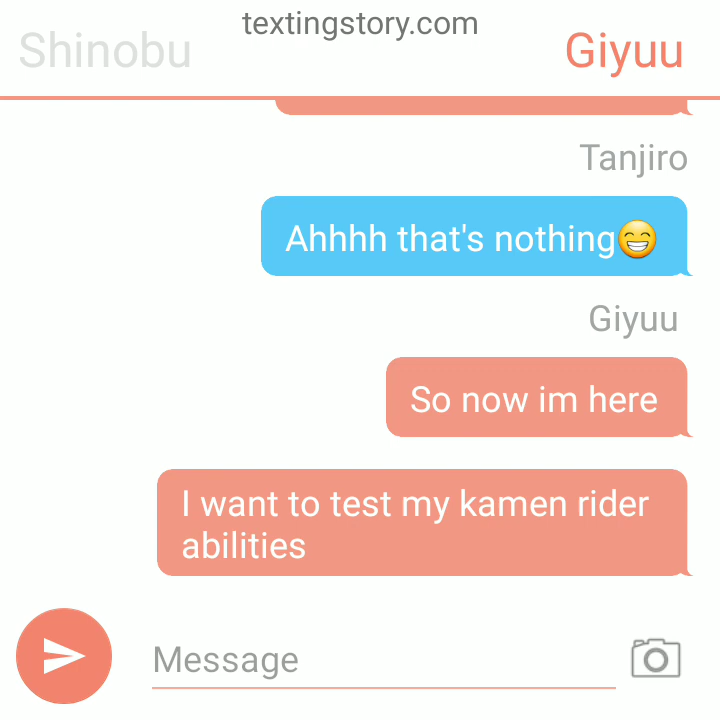 textingstory.com
Shinobu
Giyuu
Tanjiro
Ahhhh that's nothing😁
Giyuu
So now im here
I want to test my kamen rider
abilities
Message